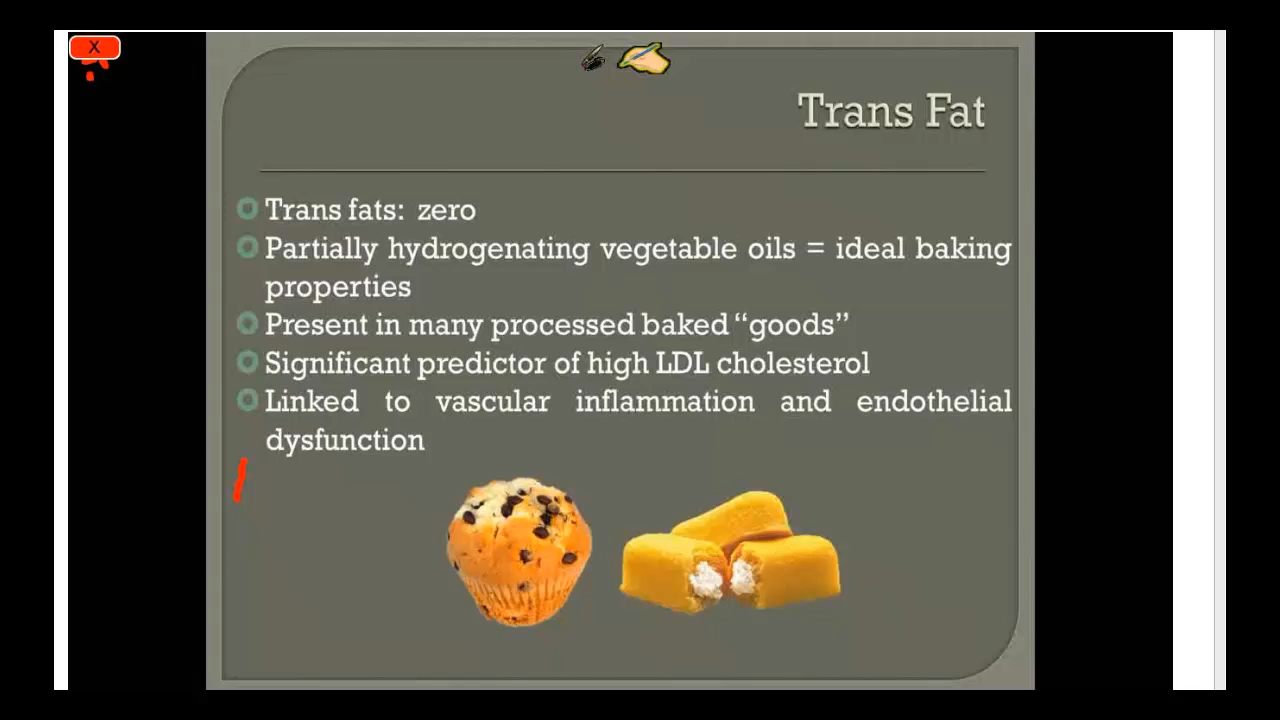 X
Trans Fat
Trans fats: zero
Partially hydrogenating vegetable oils = ideal baking
properties
Present in many processed baked “goods”
Significant predictor of high LDL cholesterol
Linked to vascular inflammation and endothelial
dysfunction